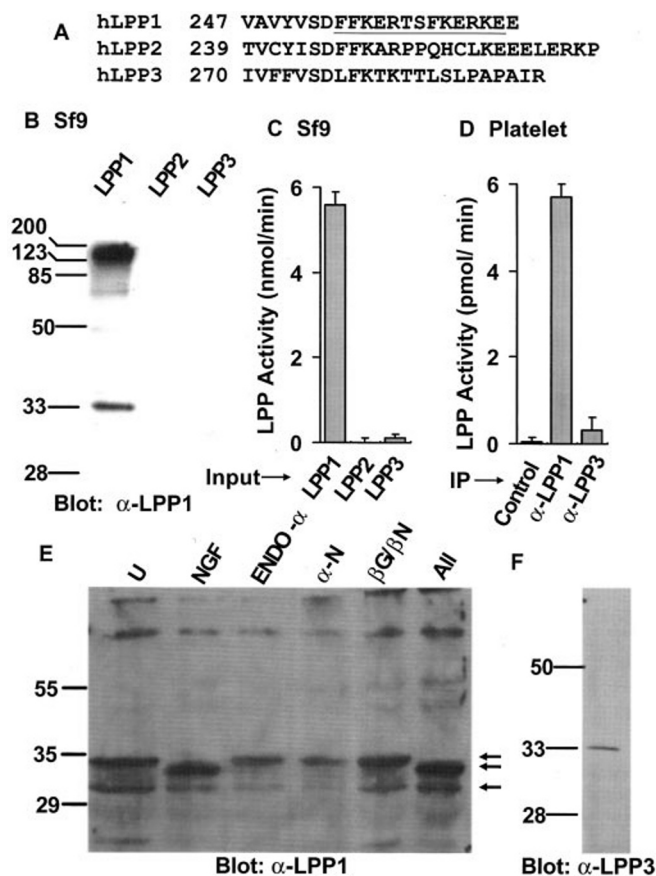 A
hLPP1 247 VAVYVSDFFKERTSFKERKEE
hLPP2 239 TVCYISDFFKARPPQHCLKEEELERKP
hLPP3 270 IVFFVSDLFKTKTTLSLPAPAIR
B Sf9
LPP1 LPP2 LPP3
200
123
85
50
33
28
Blot: α-LPP1
C Sf9
LPP Activity (nmol/min)
6
4
2
0
Input LPP1 LPP2 LPP3
D Platelet
LPP Activity (pmol/ min)
6
4
2
0
IP Control α-LPP1 α-LPP3
E
U NGF ENDO-α α-N βG/βN All
55
35
29
Blot: α-LPP1
F
50
33
28
Blot: α-LPP3